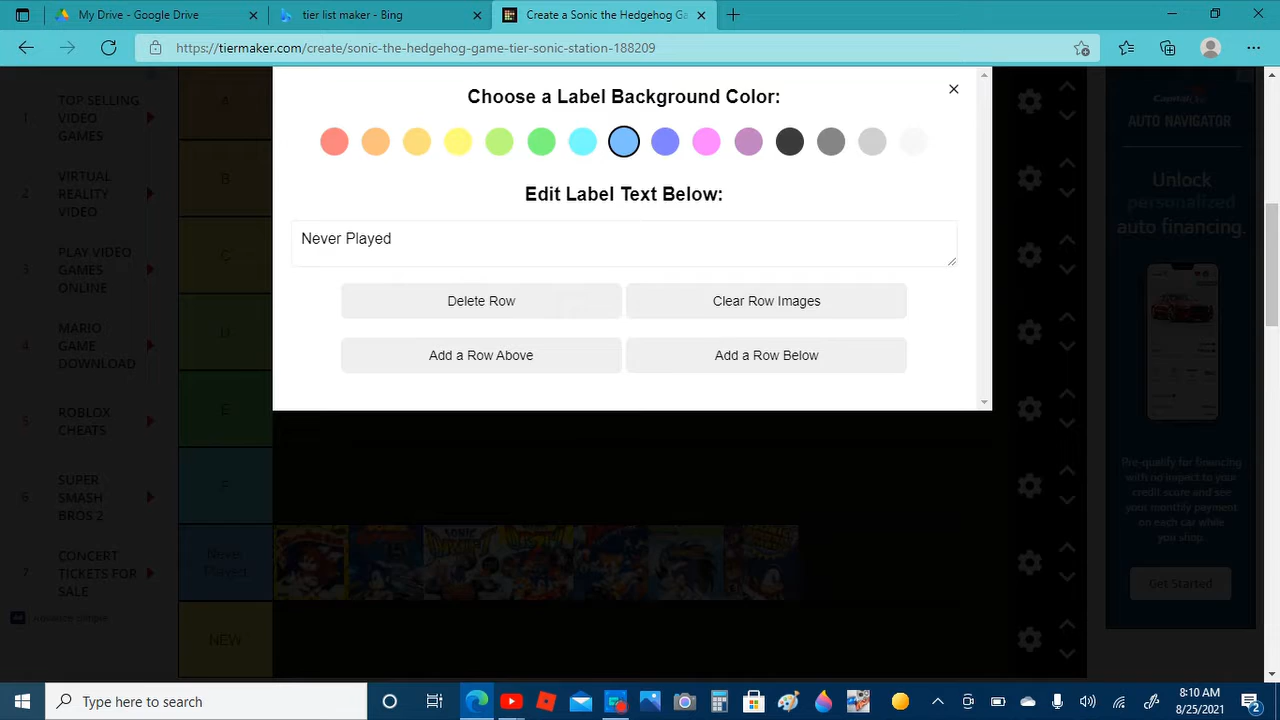 My Drive - Google Drive
tier list maker - Bing
Create a Sonic the Hedgehog Ga
https://tiermaker.com/create/sonic-the-hedgehog-game-tier-sonic-station-188209
Choose a Label Background Color:
Edit Label Text Below:
Never Played
Delete Row
Clear Row Images
Add a Row Above
Add a Row Below
1
TOP SELLING
VIDEO
GAMES
2
VIRTUAL
REALITY
VIDEO
3
PLAY VIDEO
GAMES
ONLINE
4
MARIO
GAME
DOWNLOAD
5
ROBLOX
CHEATS
6
SUPER
SMASH
BROS 2
7
CONCERT
TICKETS FOR
SALE
A
B
C
D
E
F
Never
Played
NEW
Capital One
AUTO NAVIGATOR
Unlock
personalized
auto financing.
Pre-qualify for financing
with no impact to your
credit score and see
your monthly payment
on each car while
you shop.
Get Started
Type here to search
8:10 AM
8/25/2021
2